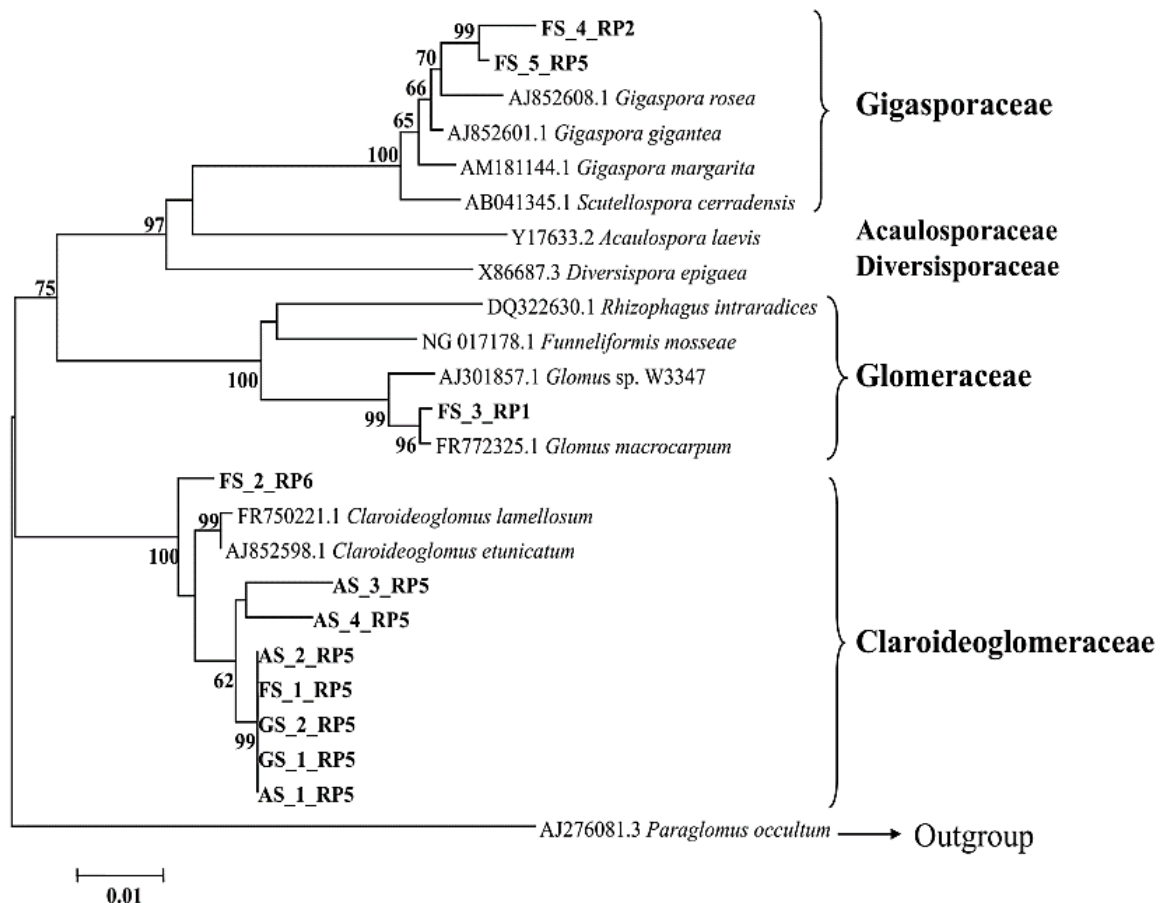 99
FS_4_RP2
70
FS_5_RP5
66
AJ852608.1 Gigaspora rosea
Gigasporaceae
65
AJ852601.1 Gigaspora gigantea
100
AM181144.1 Gigaspora margarita
AB041345.1 Scutellospora cerradensis
97
Y17633.2 Acaulospora laevis
Acaulosporaceae
X86687.3 Diversispora epigaea
Diversisporaceae
75
DQ322630.1 Rhizophagus intraradices
NG 017178.1 Funneliformis mosseae
100
AJ301857.1 Glomus sp. W3347
Glomeraceae
99
FS_3_RP1
96
FR772325.1 Glomus macrocarpum
FS_2_RP6
99
FR750221.1 Claroideoglomus lamellosum
100
AJ852598.1 Claroideoglomus etunicatum
AS_3_RP5
AS_4_RP5
Claroideoglomeraceae
AS_2_RP5
62
FS_1_RP5
GS_2_RP5
99
GS_1_RP5
AS_1_RP5
AJ276081.3 Paraglomus occultum
Outgroup
0.01